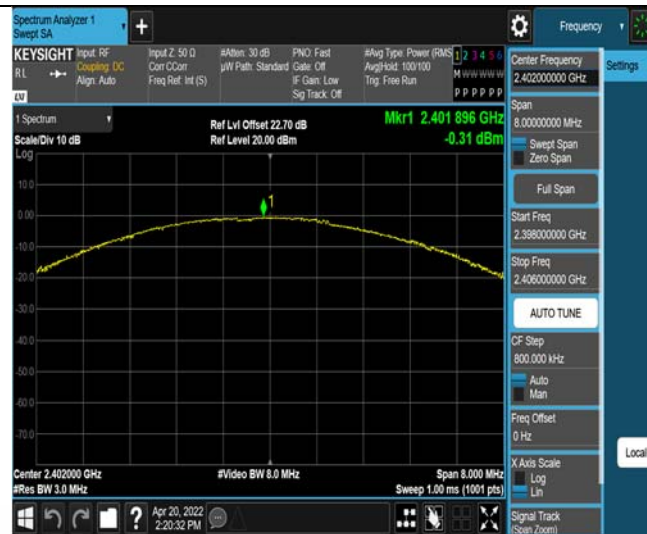 Spectrum Analyzer 1
Swept SA
Frequency
KEYSIGHT
RL
LXI
Input: RF
Coupling: DC
Align: Auto
Input Z: 50 Ω
Corr CCorr
Freq Ref: Int (S)
#Atten: 30 dB
µW Path: Standard
PNO: Fast
Gate: Off
IF Gain: Low
Sig Track: Off
#Avg Type: Power (RMS
Avg|Hold: 100/100
Trig: Free Run
1 2 3 4 5 6
M W W W W W
P P P P P P
1 Spectrum
Scale/Div 10 dB
Log
Ref Lvl Offset 22.70 dB
Ref Level 20.00 dBm
Mkr1 2.401 896 GHz
-0.31 dBm
1
10.0
0.00
-10.0
-20.0
-30.0
-40.0
-50.0
-60.0
-70.0
Center 2.402000 GHz
#Res BW 3.0 MHz
#Video BW 8.0 MHz
Span 8.000 MHz
Sweep 1.00 ms (1001 pts)
?
Apr 20, 2022
2:20:32 PM
Center Frequency
2.402000000 GHz
Settings
Span
8.00000000 MHz
Swept Span
Zero Span
Full Span
Start Freq
2.398000000 GHz
Stop Freq
2.406000000 GHz
AUTO TUNE
CF Step
800.000 kHz
Auto
Man
Freq Offset
0 Hz
X Axis Scale
Log
Lin
Local
Signal Track
(Span Zoom)